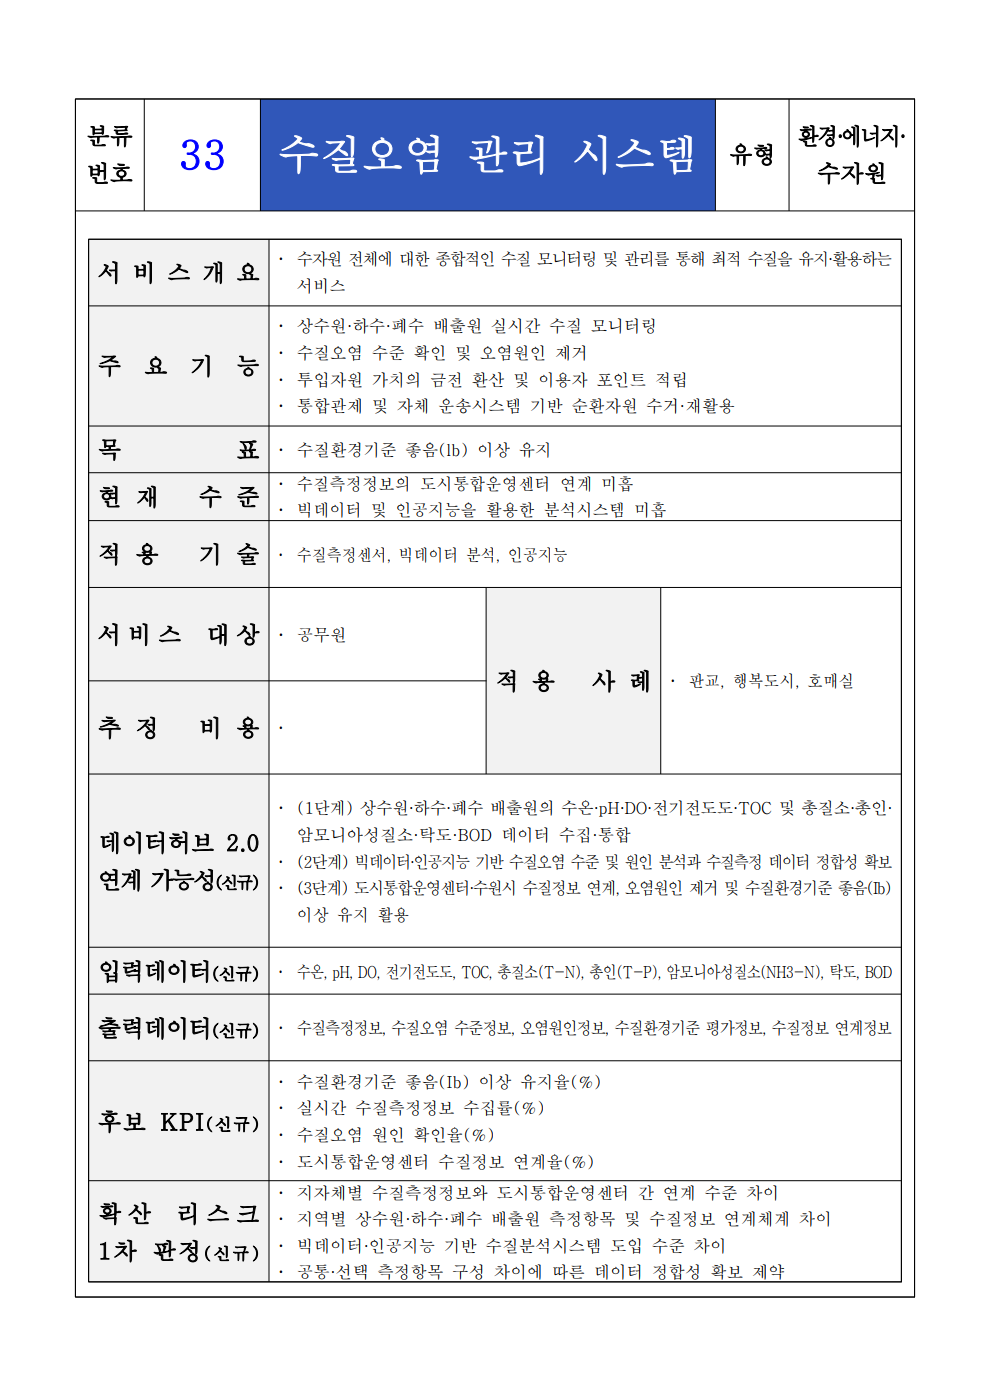 분류
번호
33
수질오염 관리 시스템
유형
환경·에너지·
수자원
서 비 스 개 요
· 수자원 전체에 대한 종합적인 수질 모니터링 및 관리를 통해 최적 수질을 유지·활용하는
서비스
주 요 기 능
· 상수원·하수·폐수 배출원 실시간 수질 모니터링
· 수질오염 수준 확인 및 오염원인 제거
· 투입자원 가치의 금전 환산 및 이용자 포인트 적립
· 통합관제 및 자체 운송시스템 기반 순환자원 수거·재활용
목 표
· 수질환경기준 좋음(lb) 이상 유지
현 재 수 준
· 수질측정정보의 도시통합운영센터 연계 미흡
· 빅데이터 및 인공지능을 활용한 분석시스템 미흡
적 용 기 술
· 수질측정센서, 빅데이터 분석, 인공지능
서 비 스 대 상
· 공무원
적 용 사 례
· 판교, 행복도시, 호매실
추 정 비 용
·
데이터허브 2.0
연계 가능성(신규)
· (1단계) 상수원·하수·폐수 배출원의 수온·pH·DO·전기전도도·TOC 및 총질소·총인·
암모니아성질소·탁도·BOD 데이터 수집·통합
· (2단계) 빅데이터·인공지능 기반 수질오염 수준 및 원인 분석과 수질측정 데이터 정합성 확보
· (3단계) 도시통합운영센터·수원시 수질정보 연계, 오염원인 제거 및 수질환경기준 좋음(Ib)
이상 유지 활용
입력데이터(신규)
· 수온, pH, DO, 전기전도도, TOC, 총질소(T-N), 총인(T-P), 암모니아성질소(NH3-N), 탁도, BOD
출력데이터(신규)
· 수질측정정보, 수질오염 수준정보, 오염원인정보, 수질환경기준 평가정보, 수질정보 연계정보
후보 KPI(신규)
· 수질환경기준 좋음(Ib) 이상 유지율(%)
· 실시간 수질측정정보 수집률(%)
· 수질오염 원인 확인율(%)
· 도시통합운영센터 수질정보 연계율(%)
확 산 리 스 크
1차 판정(신규)
· 지자체별 수질측정정보와 도시통합운영센터 간 연계 수준 차이
· 지역별 상수원·하수·폐수 배출원 측정항목 및 수질정보 연계체계 차이
· 빅데이터·인공지능 기반 수질분석시스템 도입 수준 차이
· 공통·선택 측정항목 구성 차이에 따른 데이터 정합성 확보 제약